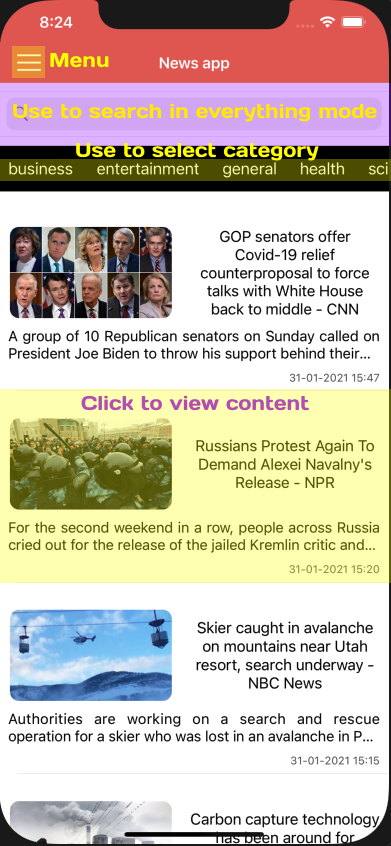 8:24
Menu
News app
Use to search in everything mode
Use to select category
business entertainment general health sci
GOP senators offer
Covid-19 relief
counterproposal to force
talks with White House
back to middle - CNN
A group of 10 Republican senators on Sunday called on
President Joe Biden to throw his support behind their...
31-01-2021 15:47
Click to view content
Russians Protest Again To
Demand Alexei Navalny's
Release - NPR
For the second weekend in a row, people across Russia
cried out for the release of the jailed Kremlin critic and...
31-01-2021 15:20
Skier caught in avalanche
on mountains near Utah
resort, search underway -
NBC News
Authorities are working on a search and rescue
operation for a skier who was lost in an avalanche in P...
31-01-2021 15:15
Carbon capture technology
has been around for